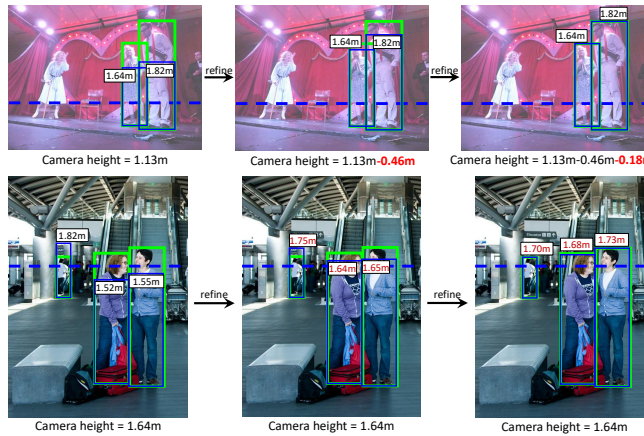 1.64m
1.82m
refine
1.64m
1.82m
refine
1.64m
1.82m
Camera height = 1.13m
Camera height = 1.13m-0.46m
Camera height = 1.13m-0.46m-0.18m
1.82m
1.52m
1.55m
refine
1.75m
1.64m
1.65m
refine
1.70m
1.68m
1.73m
Camera height = 1.64m
Camera height = 1.64m
Camera height = 1.64m